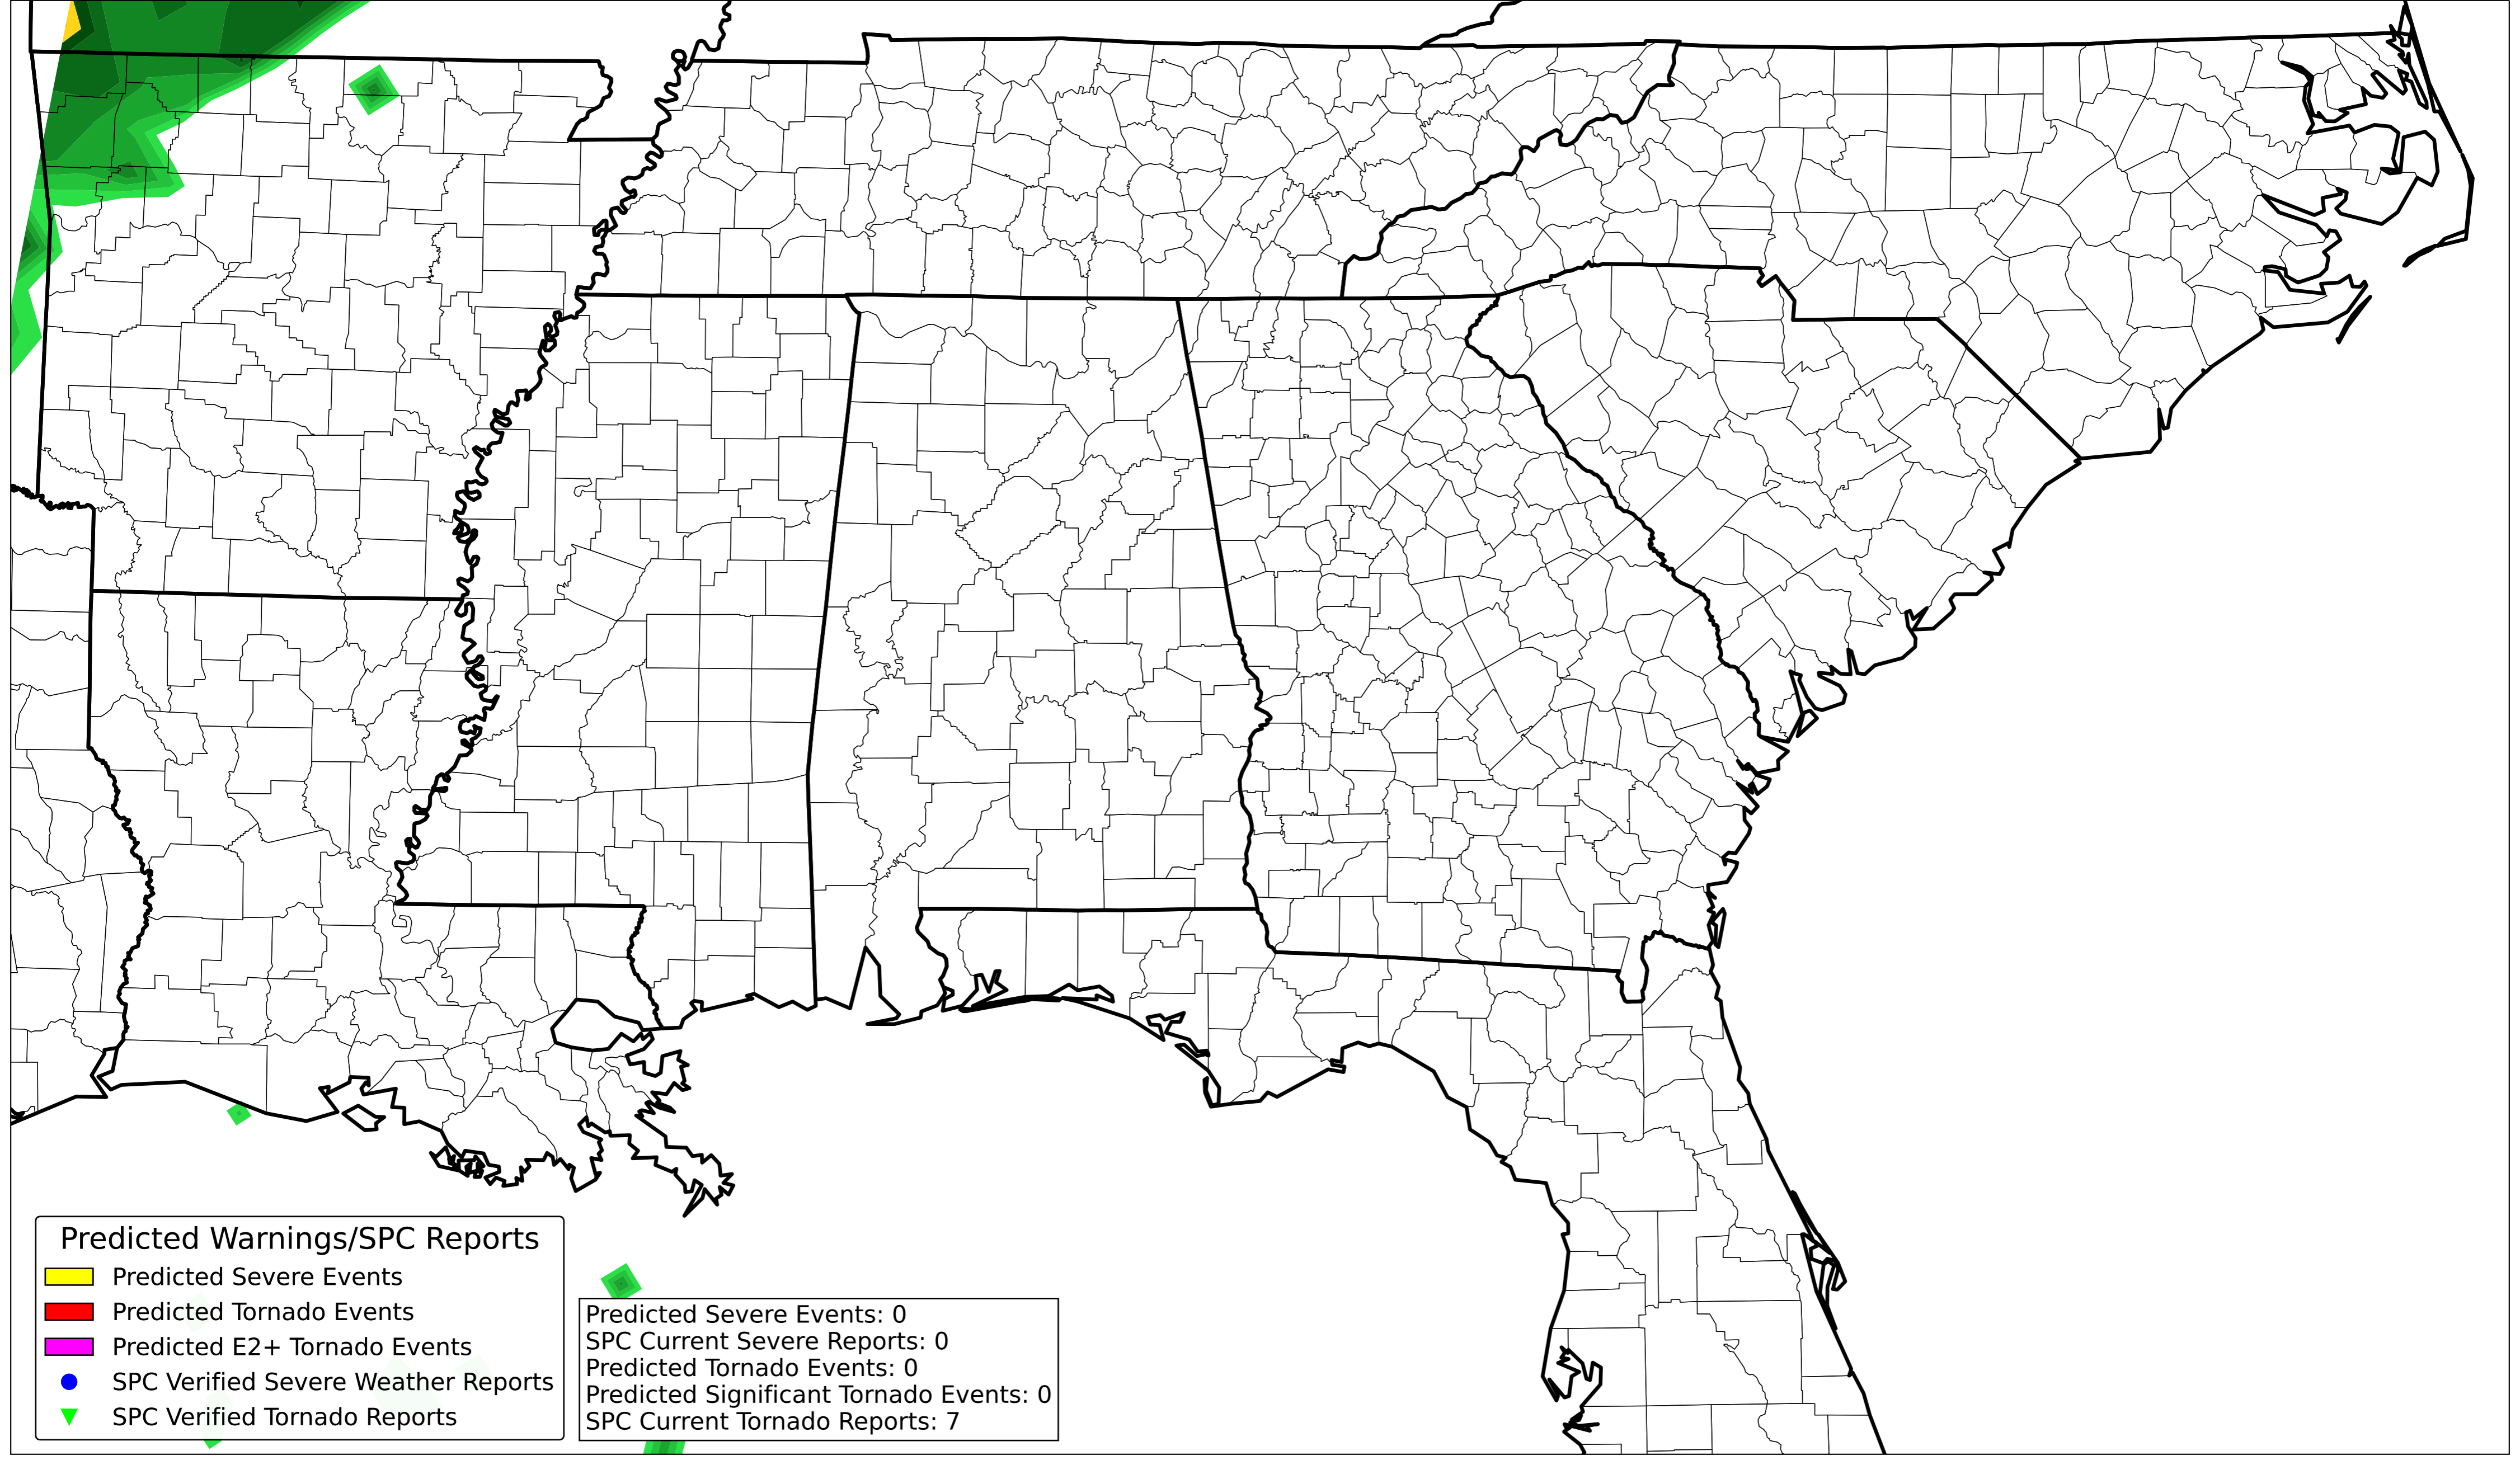 Predicted Warnings/SPC Reports
Predicted Severe Events
Predicted Tornado Events
Predicted E2+ Tornado Events
SPC Verified Severe Weather Reports
SPC Verified Tornado Reports
Predicted Severe Events: 0
SPC Current Severe Reports: 0
Predicted Tornado Events: 0
Predicted Significant Tornado Events: 0
SPC Current Tornado Reports: 7